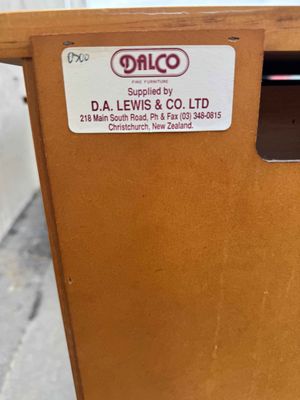 0300
DALCO
FINE FURNITURE
Supplied by
D.A. LEWIS & CO. LTD
218 Main South Road, Ph & Fax (03) 348-0815
Christchurch, New Zealand.